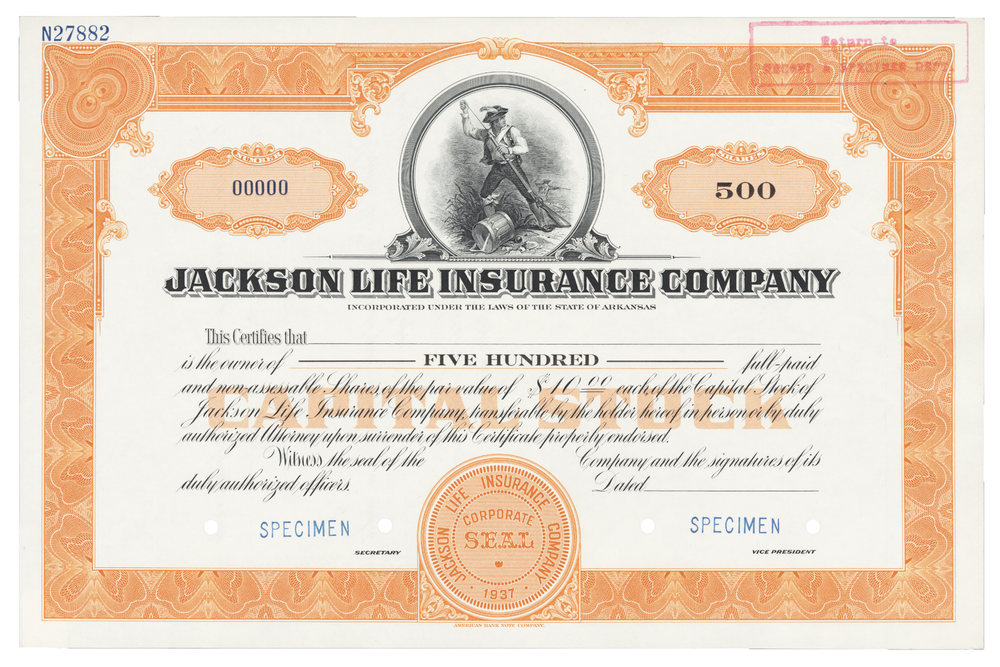 N27882
Return to
RECORD & SPECIMEN DEPT
NUMBER
00000
SHARES
500
JACKSON LIFE INSURANCE COMPANY
INCORPORATED UNDER THE LAWS OF THE STATE OF ARKANSAS
This Certifies that
is the owner of FIVE HUNDRED full-paid
and non-assessable Shares of the par value of $10.00 each of the Capital Stock of
CAPITAL STOCK
Jackson Life Insurance Company, transferable by the holder hereof in person or by duly
authorized Attorney upon surrender of this Certificate properly endorsed.
Witness the seal of the Company and the signatures of its
duly authorized officers. Dated
JACKSON LIFE INSURANCE COMPANY
CORPORATE
SEAL
1937
SPECIMEN
SPECIMEN
SECRETARY
VICE PRESIDENT
AMERICAN BANK NOTE COMPANY.